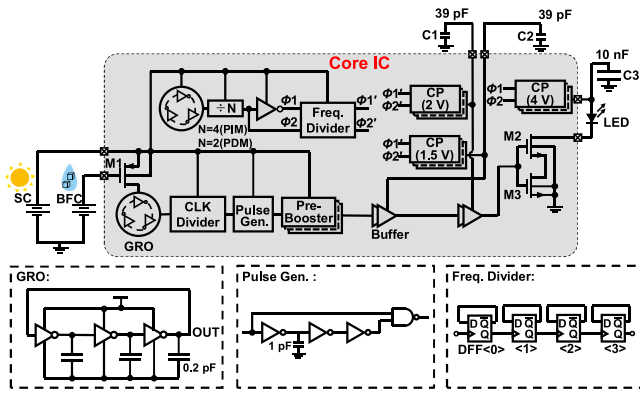 39 pF
39 pF
C1
C2
Core IC
10 nF
C3
Φ1
Φ1′
÷N
Φ2
Φ2′
Freq.
Divider
N=4(PIM)
N=2(PDM)
Φ1
Φ2
CP
(2 V)
Φ1
Φ2
CP
(4 V)
Φ1
Φ2′
CP
(1.5 V)
LED
M1
M2
M3
SC
BFC
GRO
CLK
Divider
Pulse
Gen.
Pre-
Booster
Buffer
GRO:
OUT
0.2 pF
Pulse Gen. :
1 pF
Freq. Divider:
D Q Q̅
D Q Q̅
D Q Q̅
D Q Q̅
DFF<0>
<1>
<2>
<3>